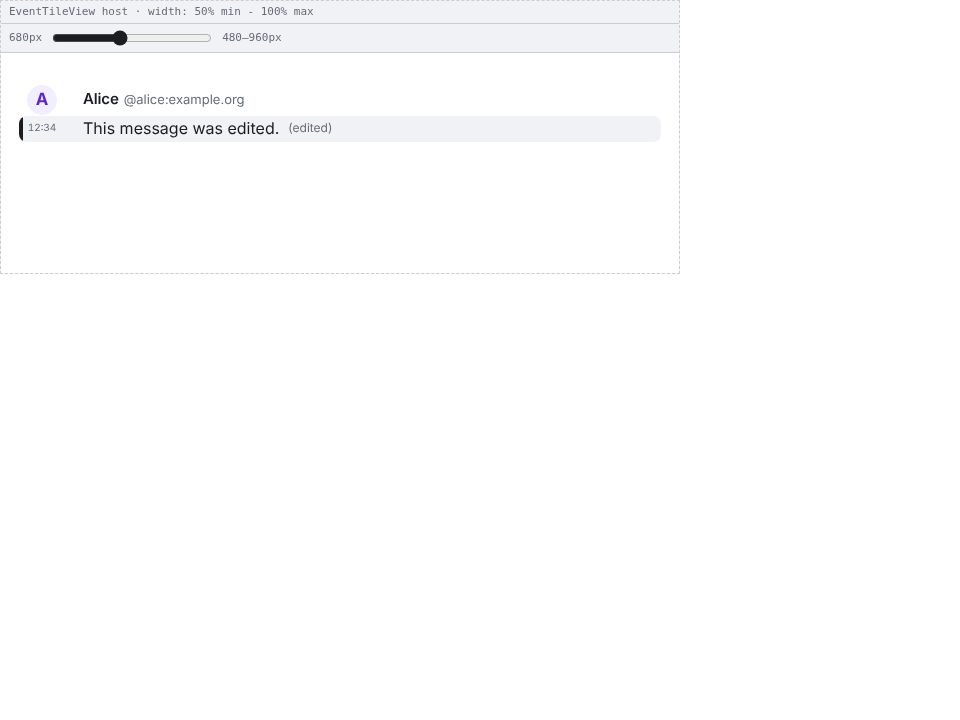 EventTileView host · width: 50% min - 100% max
680px 480–960px
A Alice @alice:example.org
12:34 This message was edited. (edited)